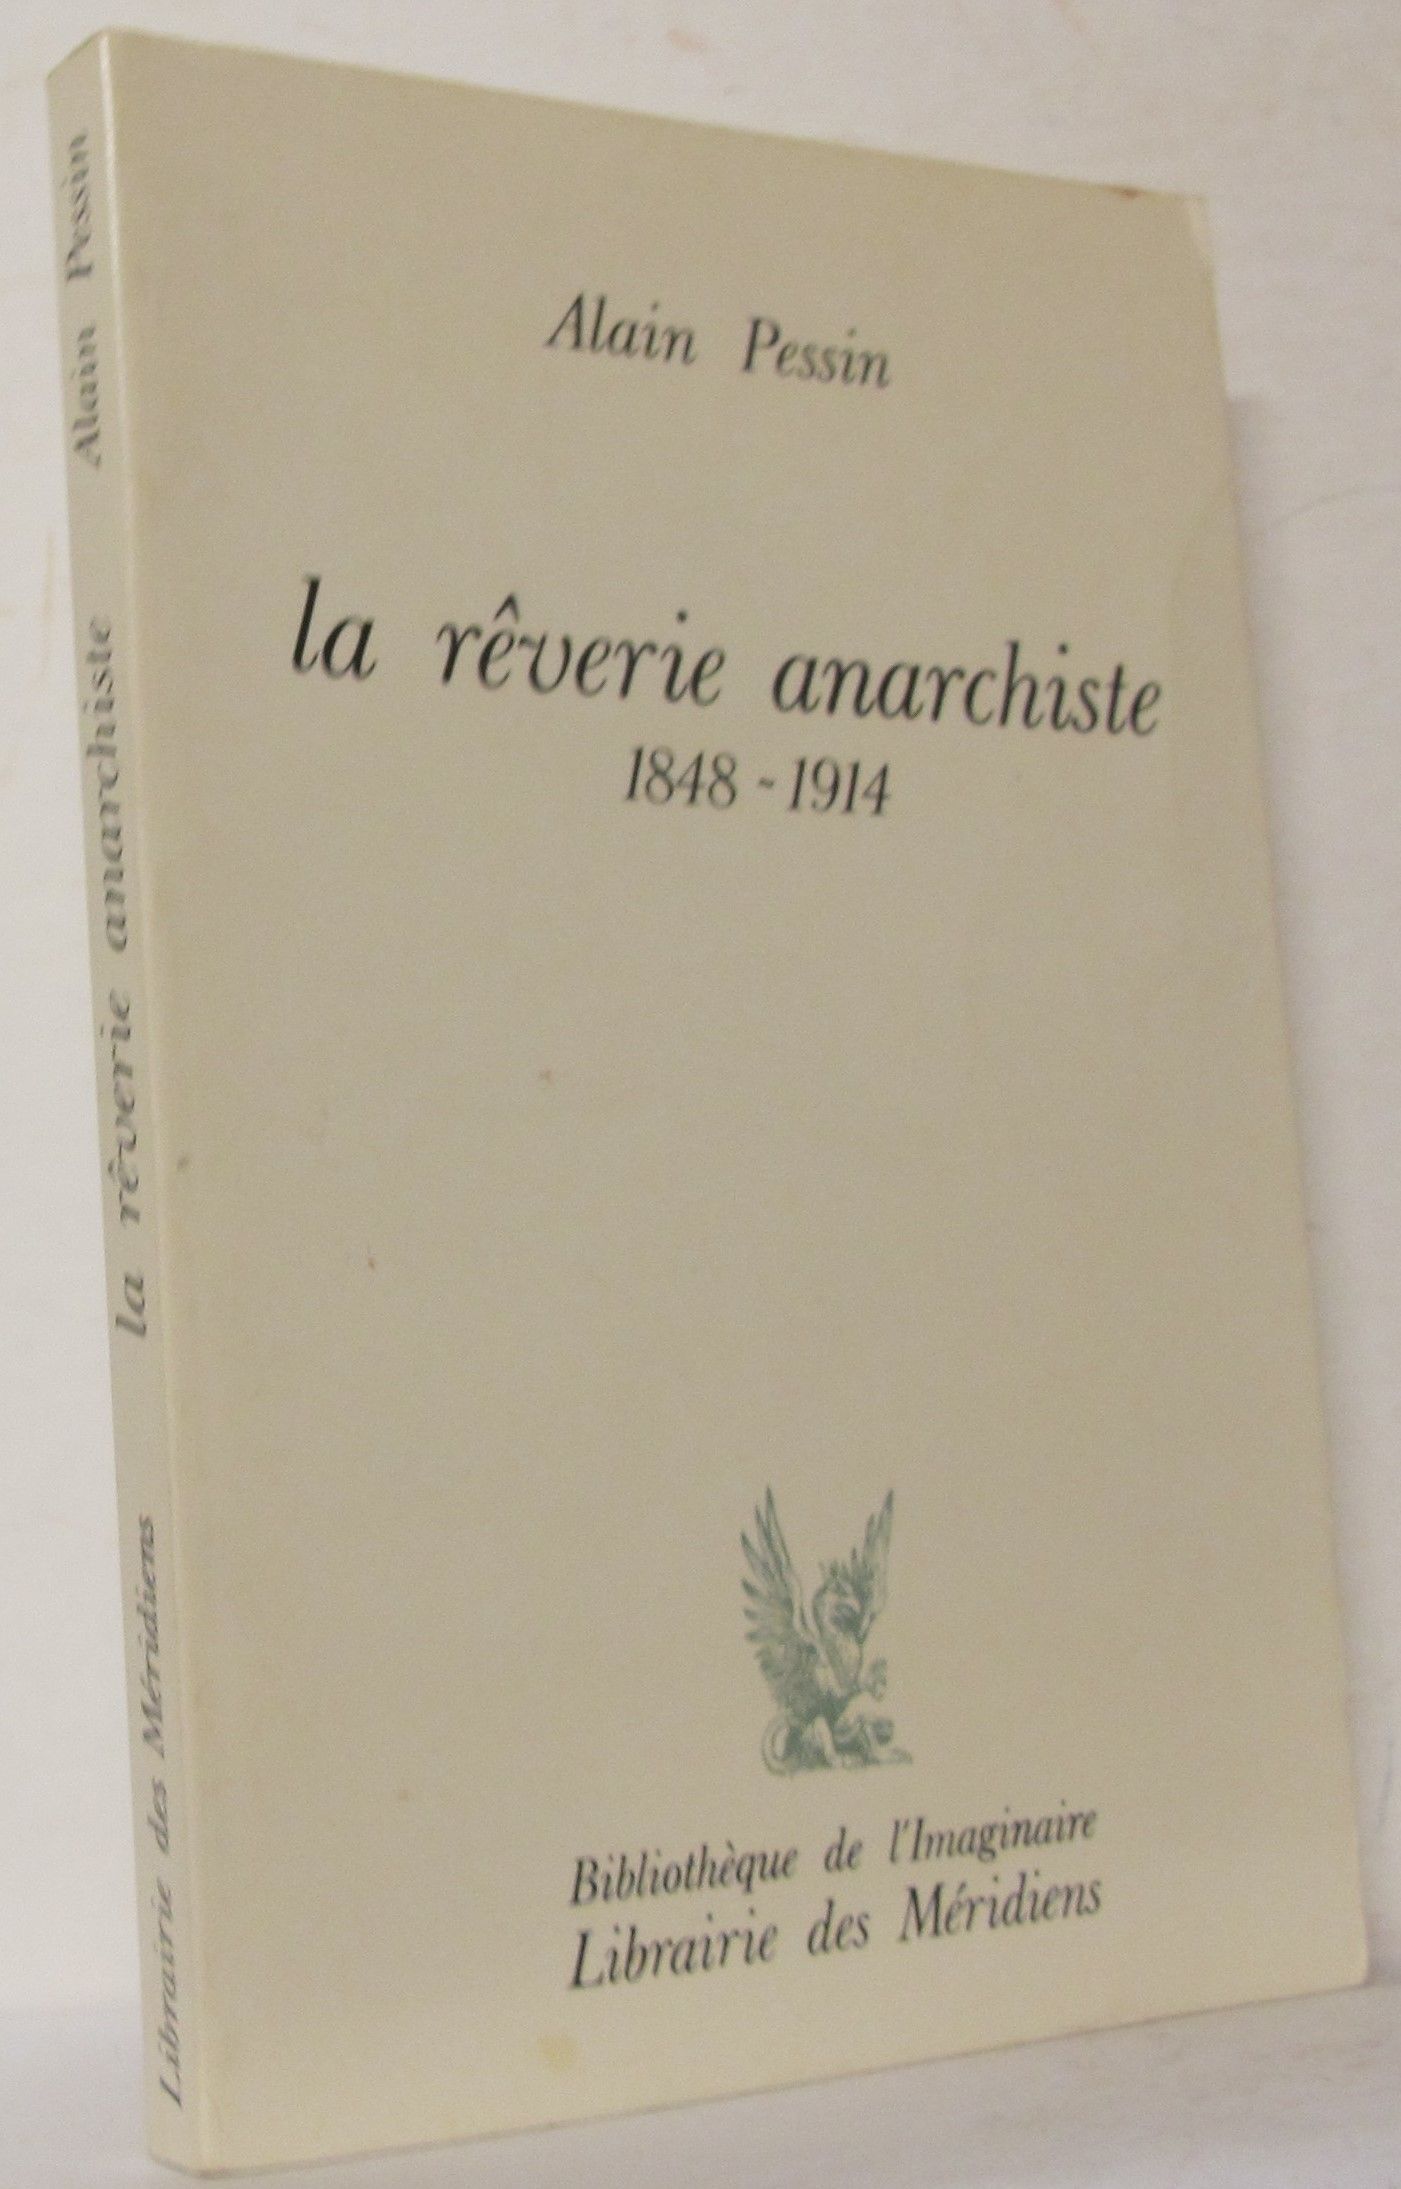 Alain Pessin
la rêverie anarchiste
1848 - 1914
Bibliothèque de l'Imaginaire
Librairie des Méridiens
Librairie des Méridiens la rêverie anarchiste Alain Pessin